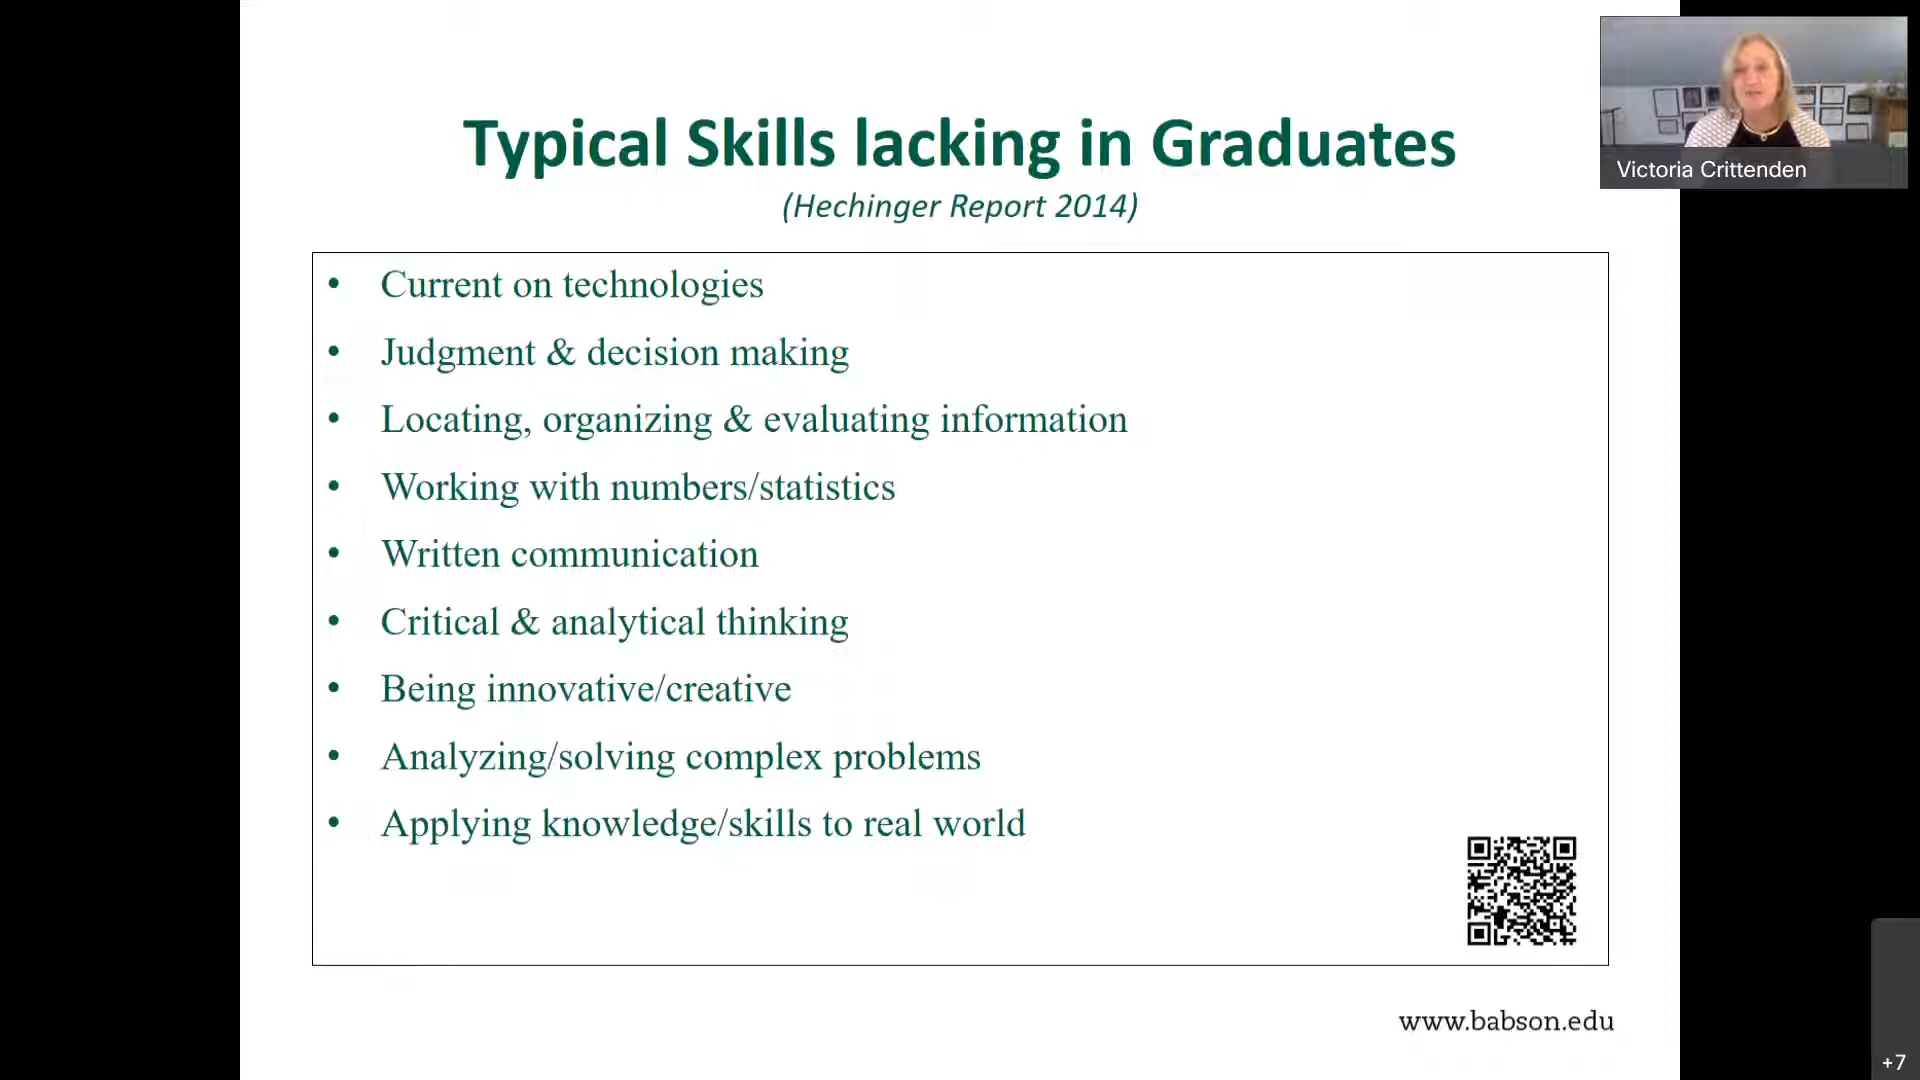 Typical Skills lacking in Graduates
(Hechinger Report 2014)
• Current on technologies
• Judgment & decision making
• Locating, organizing & evaluating information
• Working with numbers/statistics
• Written communication
• Critical & analytical thinking
• Being innovative/creative
• Analyzing/solving complex problems
• Applying knowledge/skills to real world
www.babson.edu
Victoria Crittenden
+7